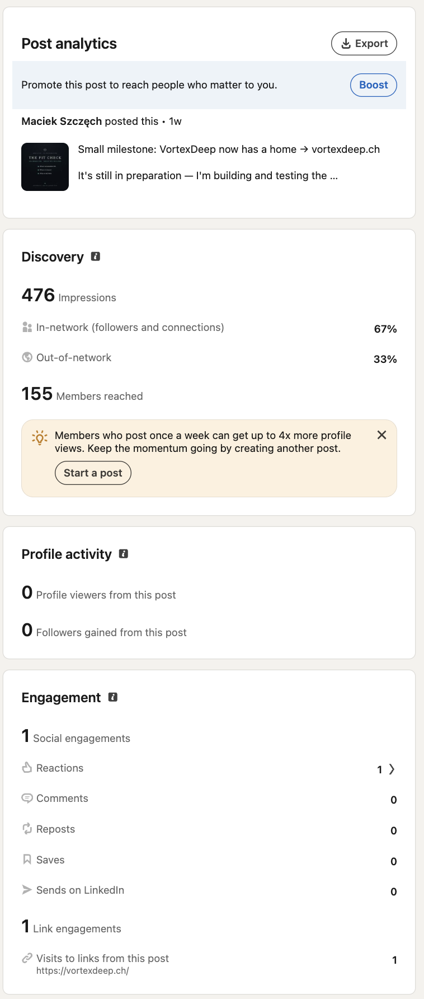 Post analytics
Export
Promote this post to reach people who matter to you.
Boost
Maciek Szczęch posted this • 1w
THE FIT CHECK
Small milestone: VortexDeep now has a home → vortexdeep.ch
It's still in preparation — I'm building and testing the ...
Discovery
476 Impressions
In-network (followers and connections)
67%
Out-of-network
33%
155 Members reached
Members who post once a week can get up to 4x more profile
views. Keep the momentum going by creating another post.
Start a post
Profile activity
0 Profile viewers from this post
0 Followers gained from this post
Engagement
1 Social engagements
Reactions
1
Comments
0
Reposts
0
Saves
0
Sends on LinkedIn
0
1 Link engagements
Visits to links from this post
1
https://vortexdeep.ch/